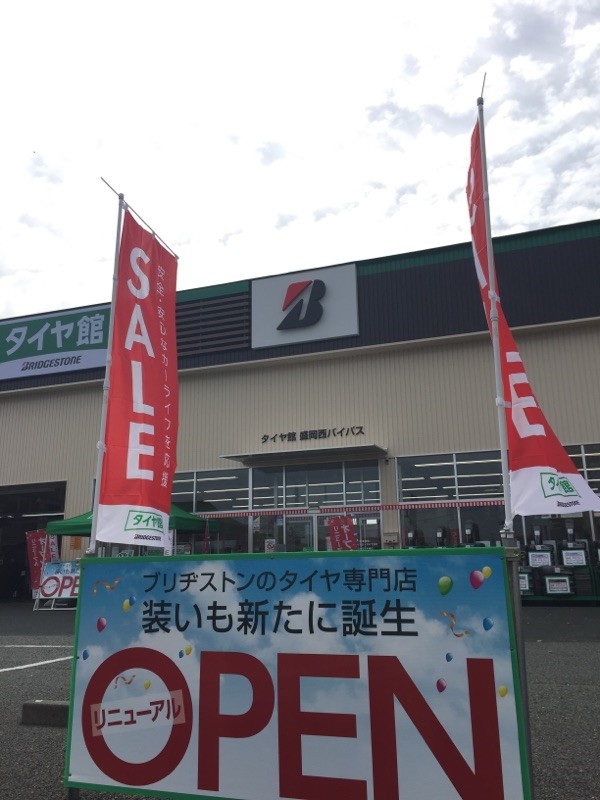 タイヤ館
BRIDGESTONE
B
タイヤ館 盛岡西バイパス
SALE
安全・安心なカーライフを応援
タイヤ館
BRIDGESTONE
タイヤ館
OPEN
ブリヂストンのタイヤ専門店
装いも新たに誕生
OPEN
リニューアル